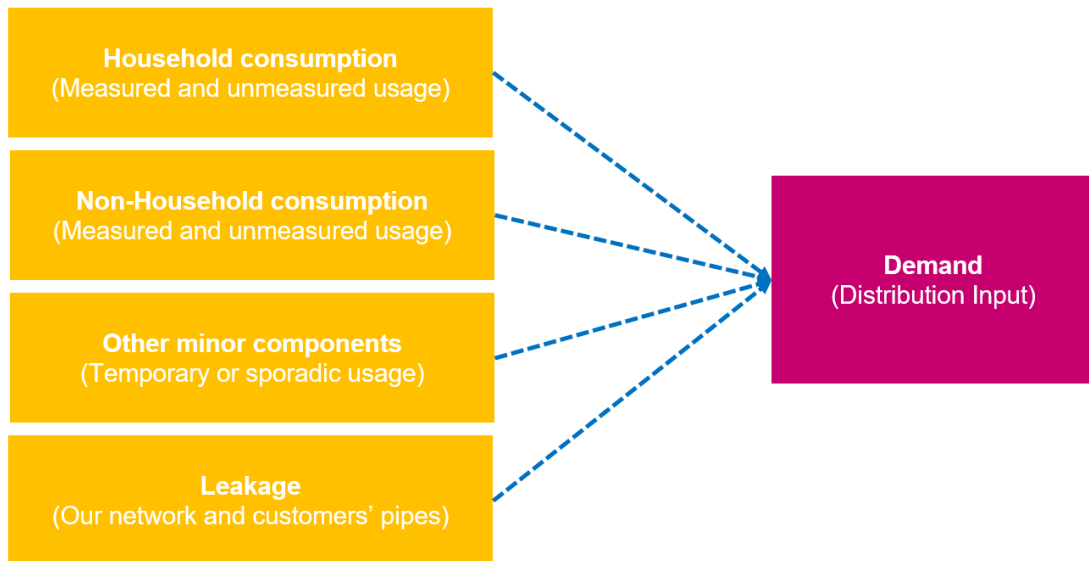 Household consumption
(Measured and unmeasured usage)
Non-Household consumption
(Measured and unmeasured usage)
Other minor components
(Temporary or sporadic usage)
Leakage
(Our network and customers’ pipes)
Demand
(Distribution Input)